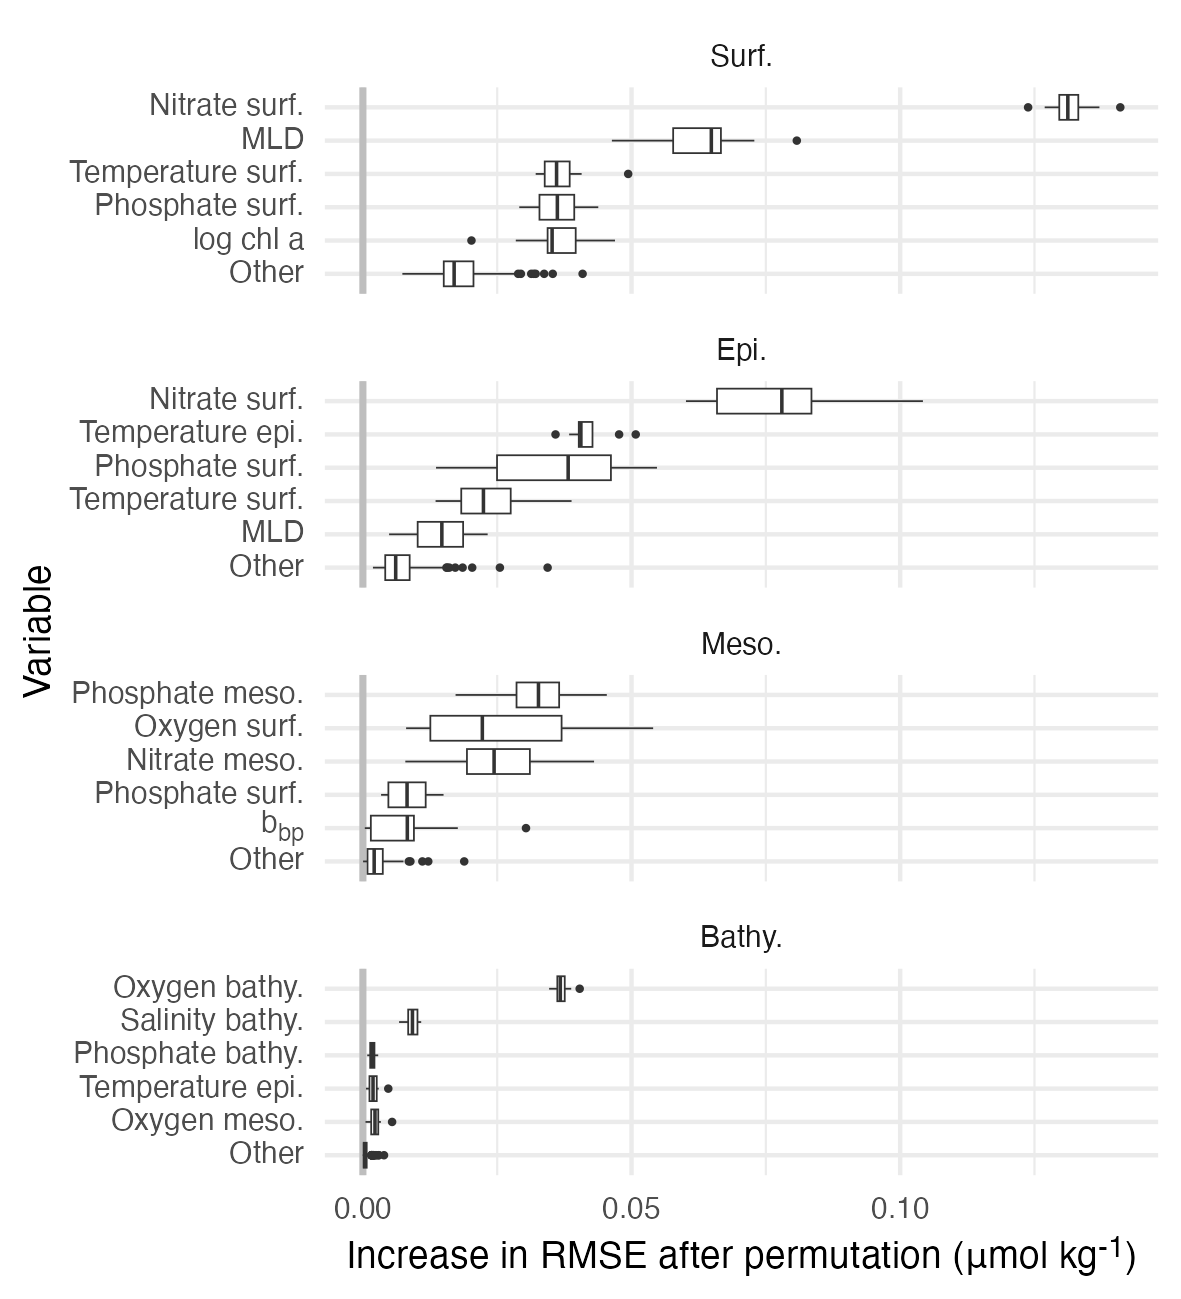 Surf.
Nitrate surf.
MLD
Temperature surf.
Phosphate surf.
log chl a
Other
Epi.
Nitrate surf.
Temperature epi.
Phosphate surf.
Temperature surf.
MLD
Other
Variable
Meso.
Phosphate meso.
Oxygen surf.
Nitrate meso.
Phosphate surf.
b_bp
Other
Bathy.
Oxygen bathy.
Salinity bathy.
Phosphate bathy.
Temperature epi.
Oxygen meso.
Other
0.00 0.05 0.10
Increase in RMSE after permutation (μmol kg⁻¹)